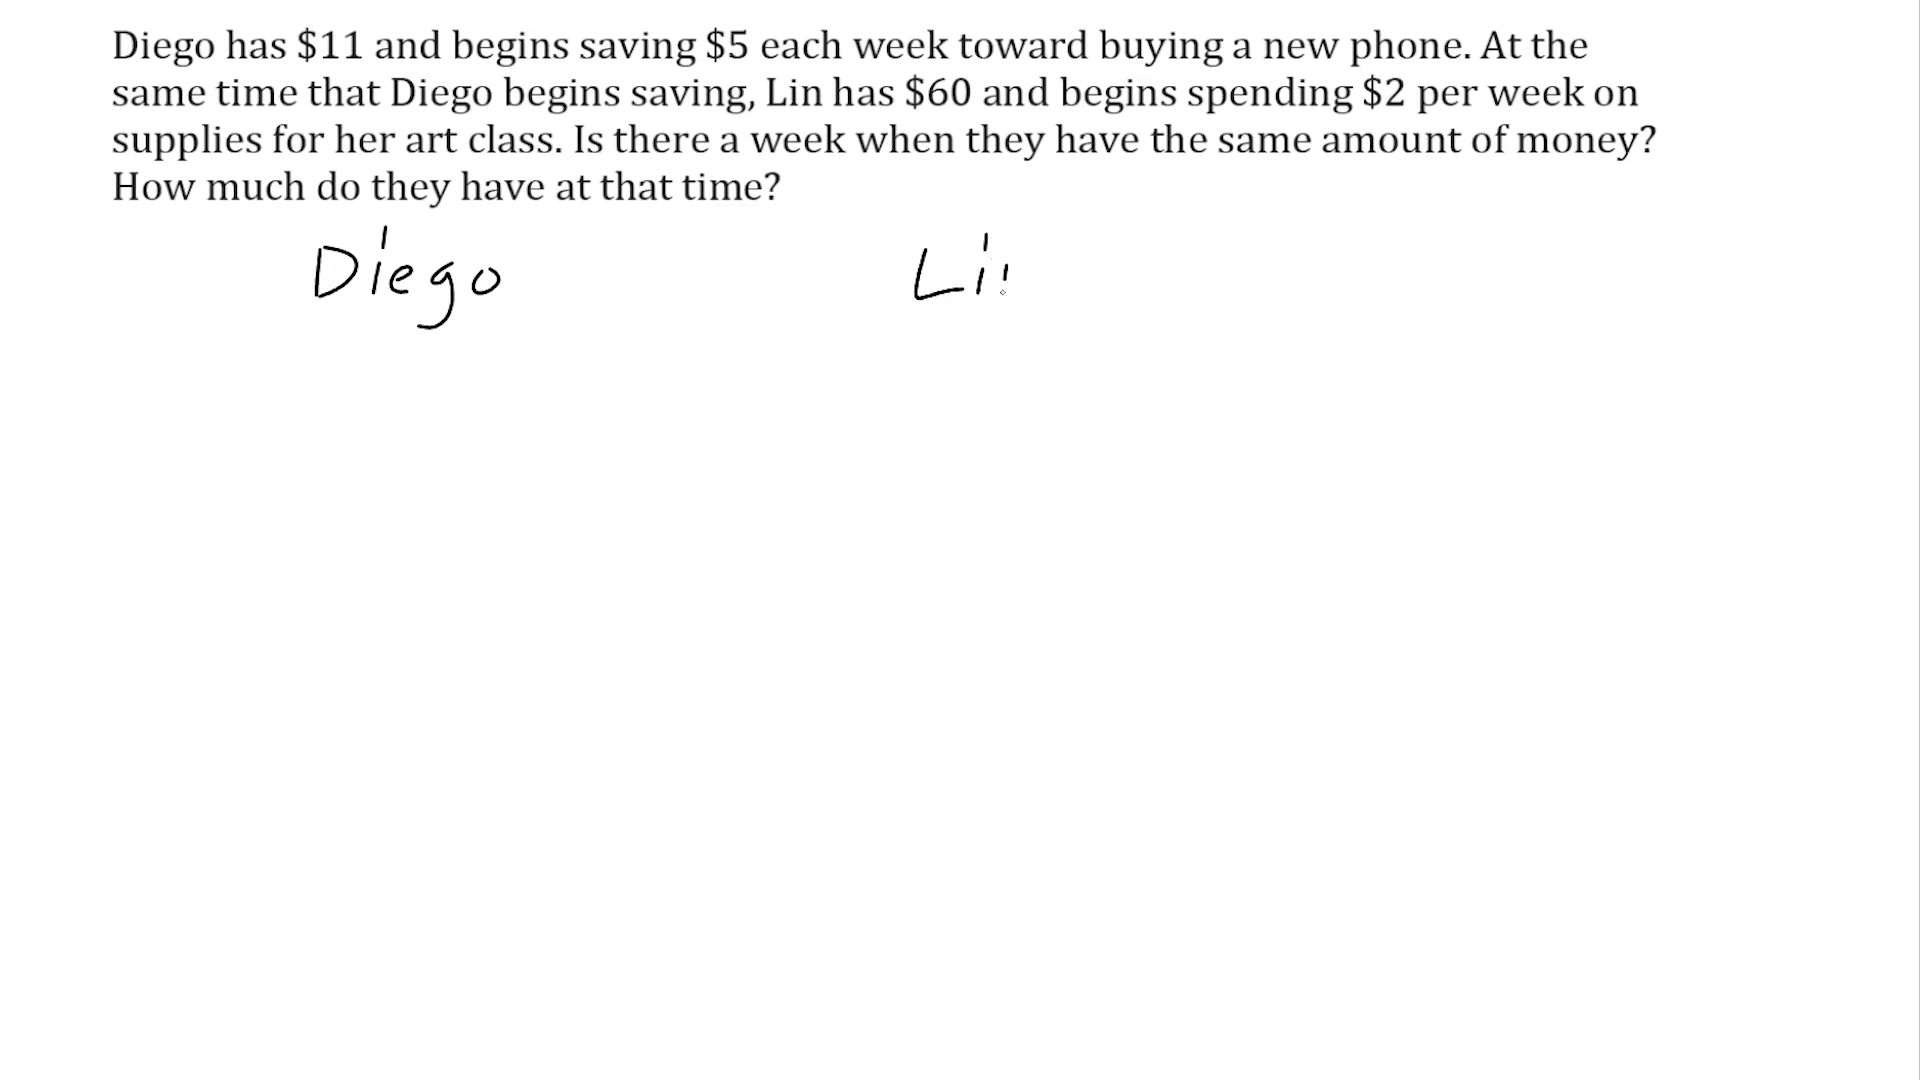 Diego has $11 and begins saving $5 each week toward buying a new phone. At the
same time that Diego begins saving, Lin has $60 and begins spending $2 per week on
supplies for her art class. Is there a week when they have the same amount of money?
How much do they have at that time?
Diego Li